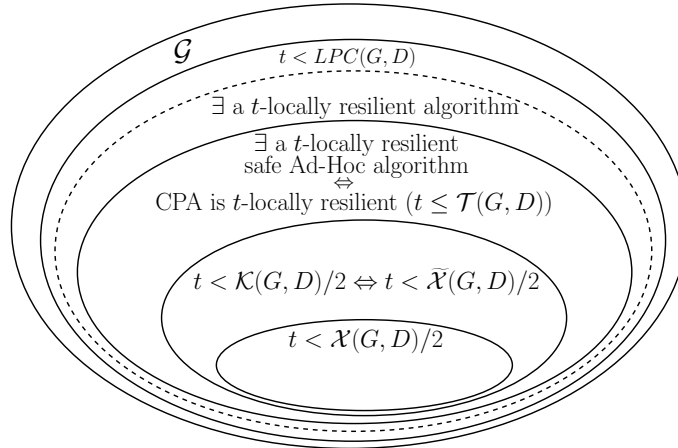 𝒢
t < LPC(G, D)
∃ a t-locally resilient algorithm
∃ a t-locally resilient
safe Ad-Hoc algorithm
⇔
CPA is t-locally resilient (t ≤ 𝒯(G, D))
t < 𝒦(G, D)/2 ⇔ t < 𝒳̃(G, D)/2
t < 𝒳(G, D)/2